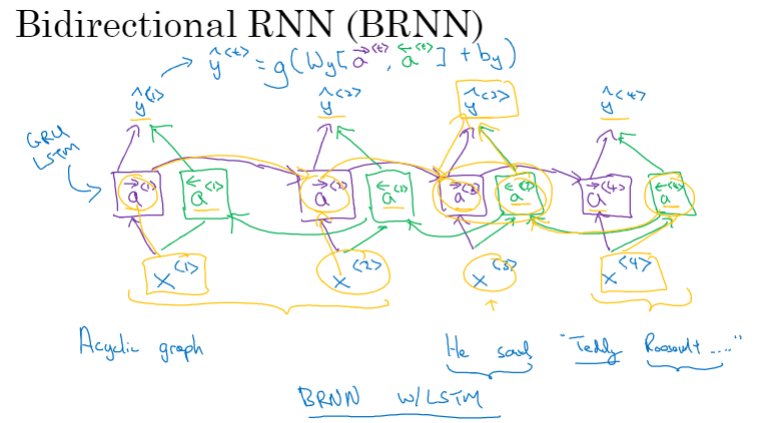 Bidirectional RNN (BRNN)
ŷ<t> = g(Wy[a→<t>, a←<t>] + by)
ŷ<1> ŷ<2> ŷ<3> ŷ<4>
GRU
LSTM
a→<1> a←<1> a→<2> a←<2> a→<3> a←<3> a→<4> a←<4>
x<1> x<2> x<3> x<4>
Acyclic graph He said "Teddy Roosevelt ...."
BRNN w/LSTM